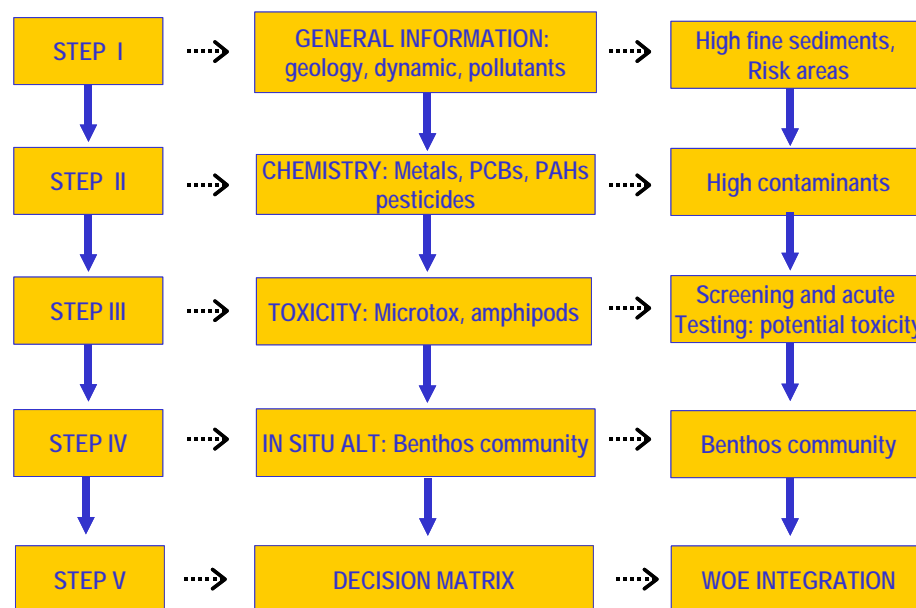 STEP I
GENERAL INFORMATION:
geology, dynamic, pollutants
High fine sediments,
Risk areas
STEP II
CHEMISTRY: Metals, PCBs, PAHs
pesticides
High contaminants
STEP III
TOXICITY: Microtox, amphipods
Screening and acute
Testing: potential toxicity
STEP IV
IN SITU ALT: Benthos community
Benthos community
STEP V
DECISION MATRIX
WOE INTEGRATION